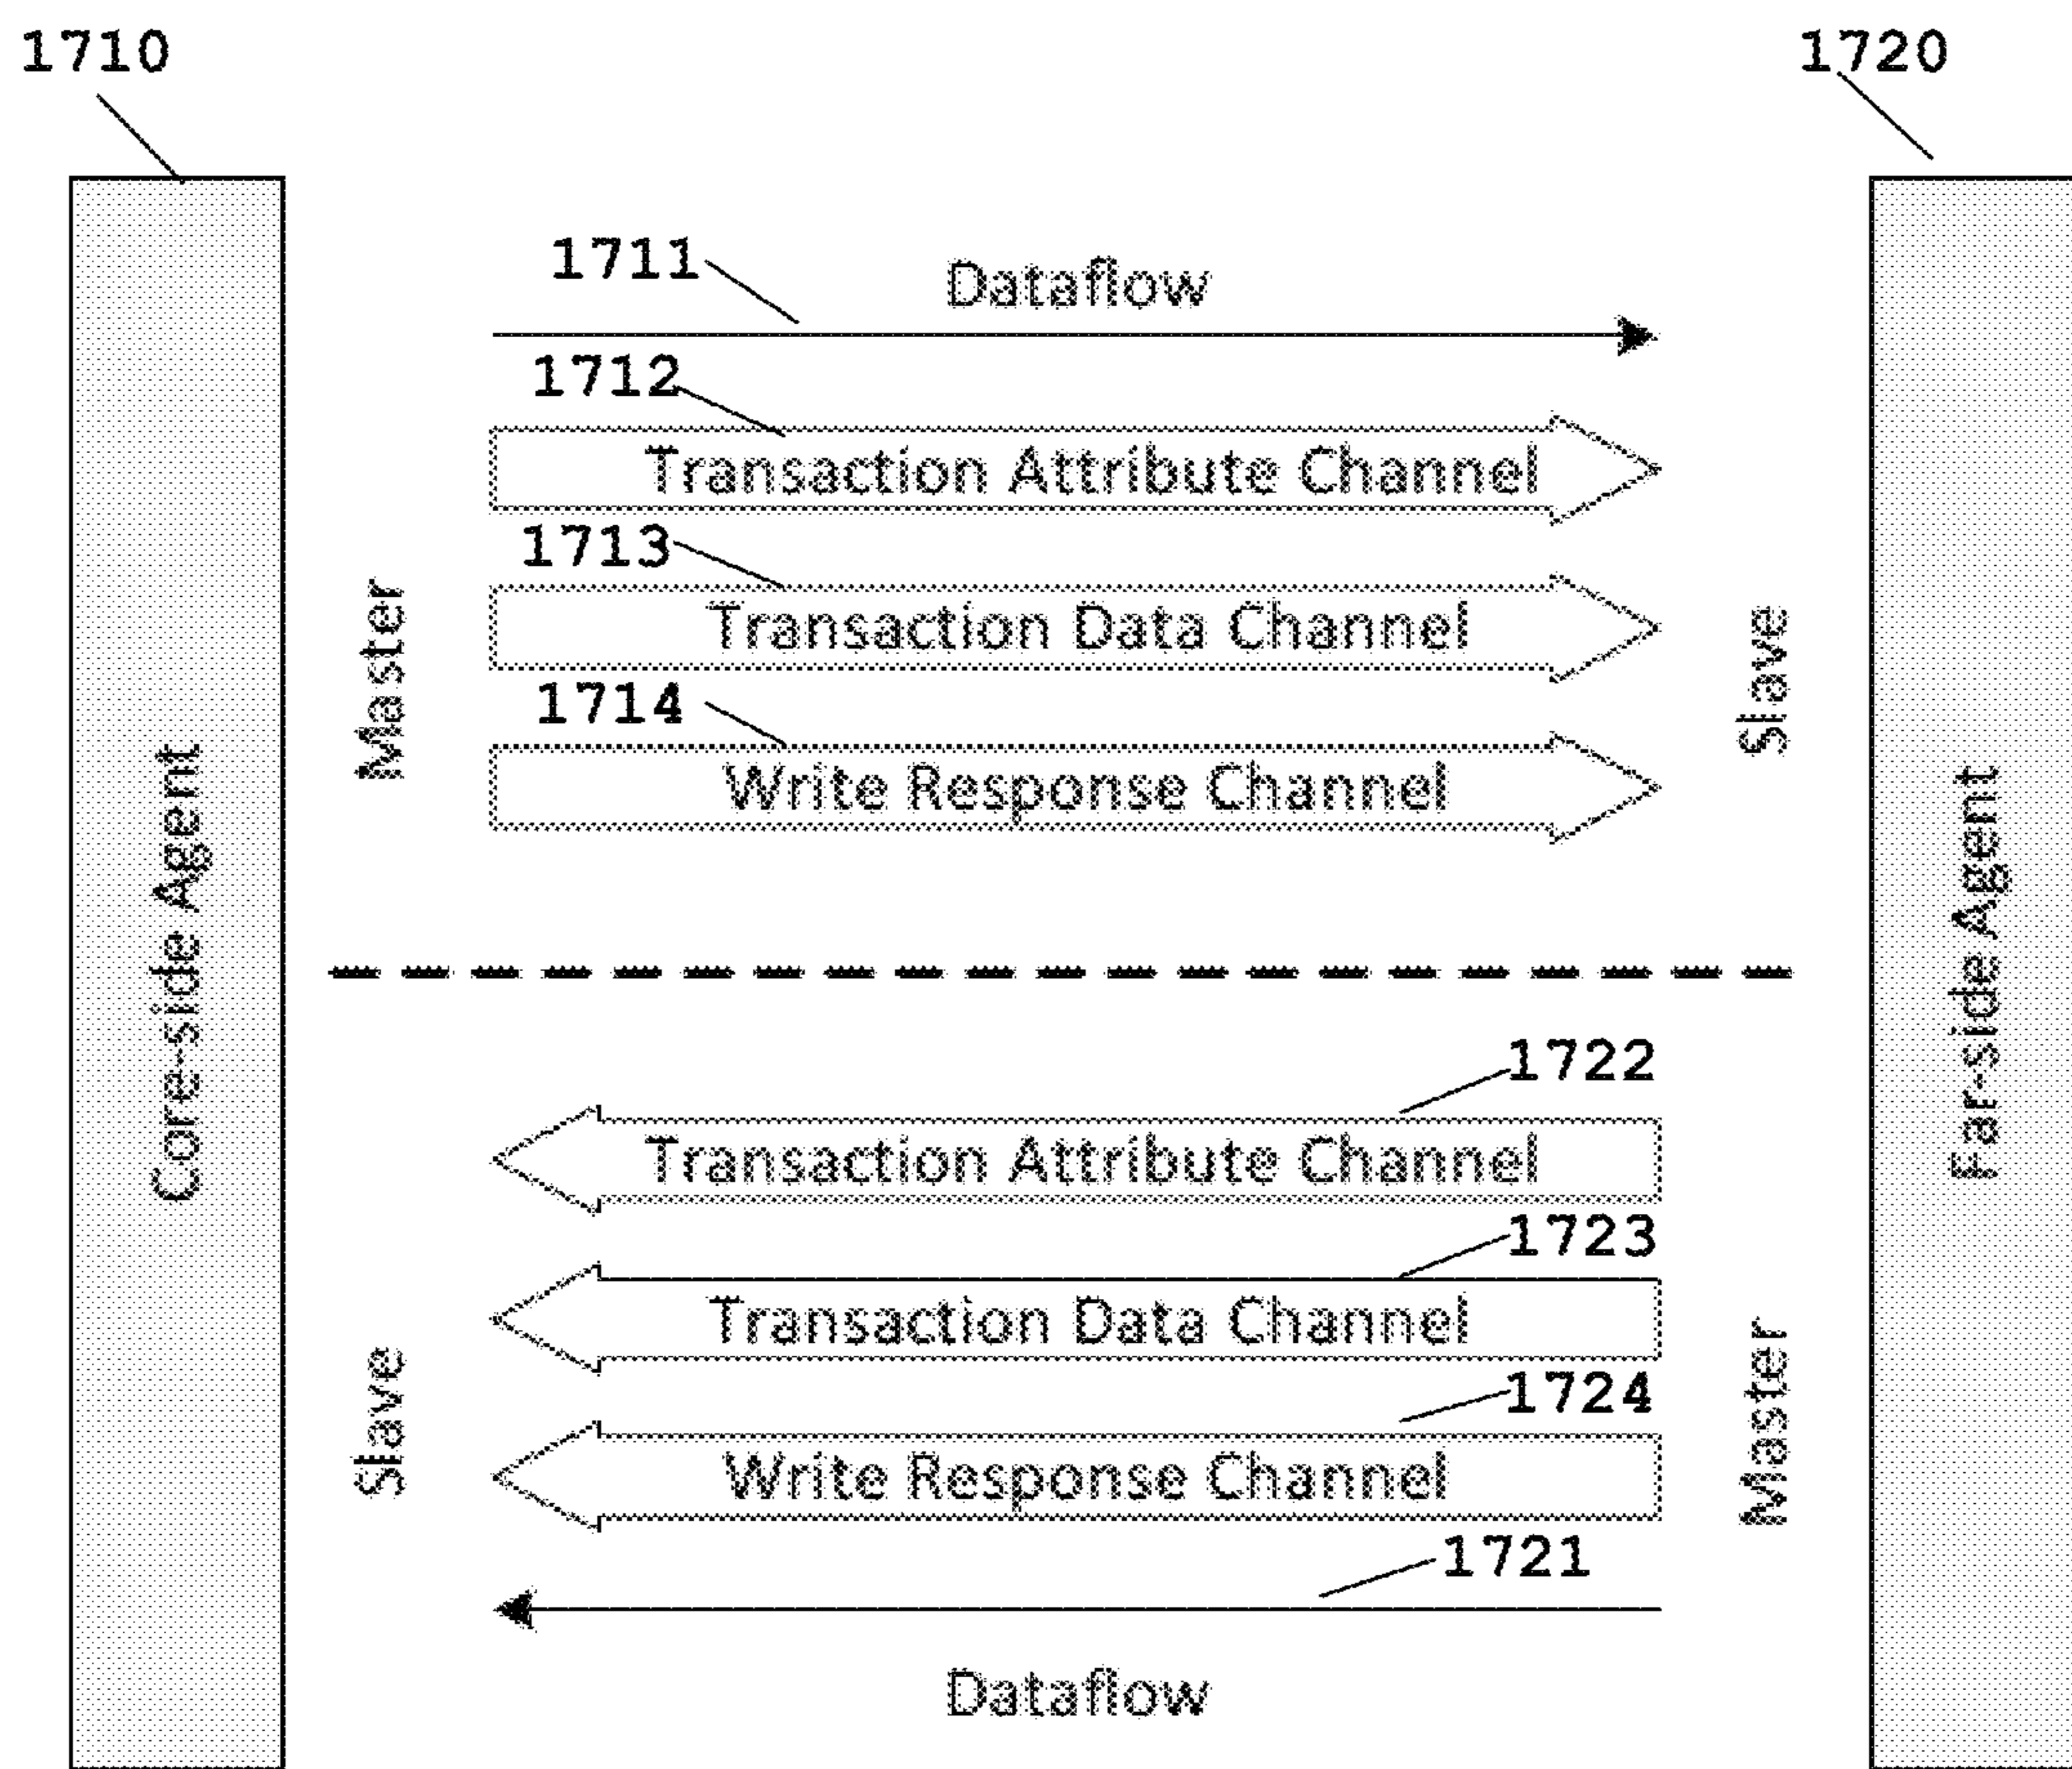 1710
1720
1711
Dataflow
1712
Transaction Attribute Channel
1713
Transaction Data Channel
1714
Write Response Channel
Master
Slave
Core-side Agent
Far-side Agent
1722
Transaction Attribute Channel
1723
Transaction Data Channel
1724
Write Response Channel
Slave
Master
1721
Dataflow